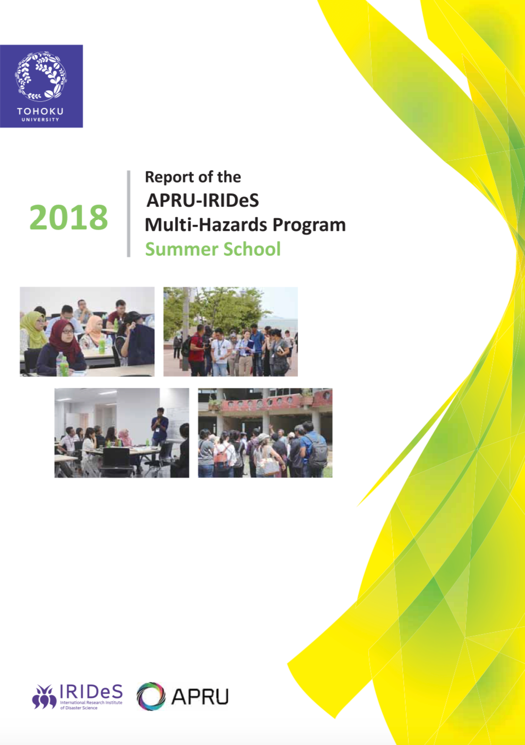 TOHOKU
UNIVERSITY
2018
Report of the
APRU-IRIDeS
Multi-Hazards Program
Summer School
IRIDeS
International Research Institute
of Disaster Science
APRU